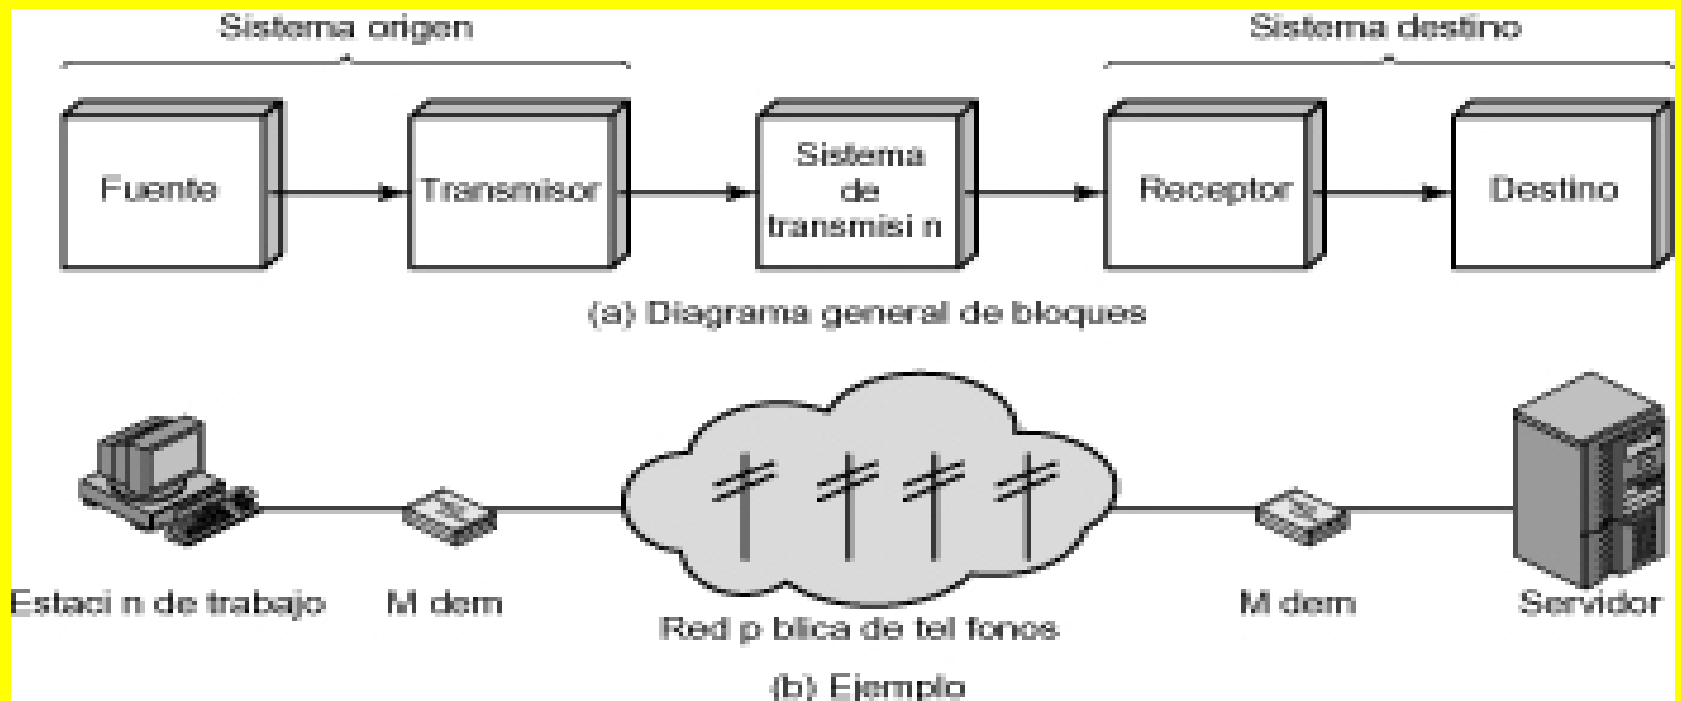 Sistema origen
Sistema destino
Fuente
Transmisor
Sistema
de
transmisi n
Receptor
Destino
(a) Diagrama general de bloques
Estaci n de trabajo
M dem
Red p blica de tel fonos
M dem
Servidor
(b) Ejemplo